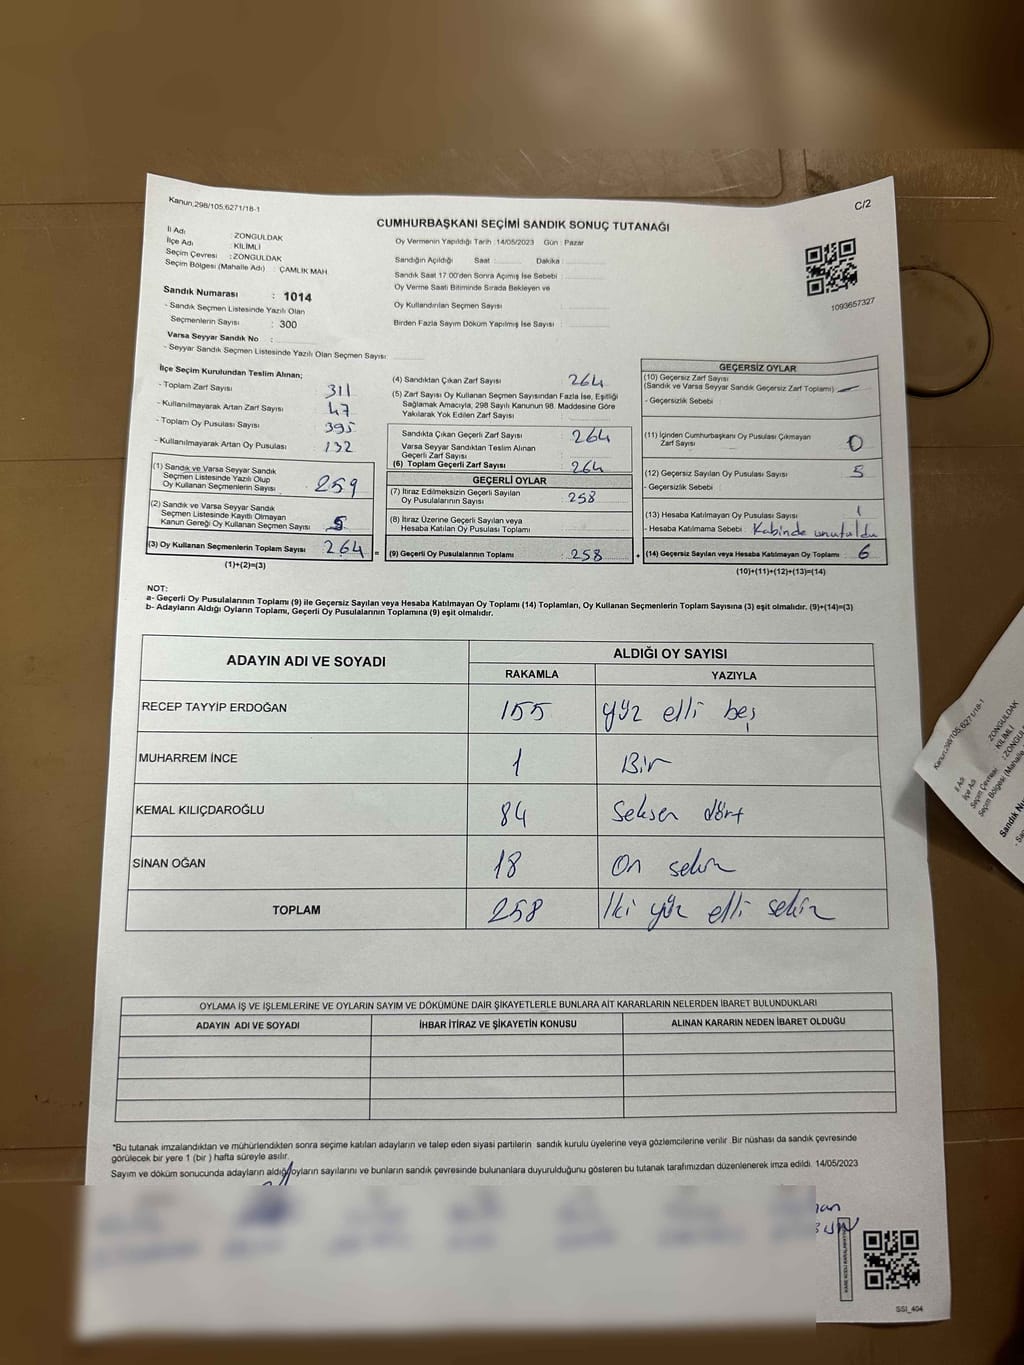 Kanun.298/105;6271/18-1
C/2
CUMHURBAŞKANI SEÇİMİ SANDIK SONUÇ TUTANAĞI
İl Adı : ZONGULDAK
İlçe Adı : KİLİMLİ
Seçim Çevresi : ZONGULDAK
Seçim Bölgesi (Mahalle Adı) : ÇAMLIK MAH
Sandık Numarası : 1014
- Sandık Seçmen Listesinde Yazılı Olan
Seçmenlerin Sayısı : 300
Varsa Seyyar Sandık No :
- Seyyar Sandık Seçmen Listesinde Yazılı Olan Seçmen Sayısı:
Oy Vermenin Yapıldığı Tarih :14/05/2023 Gün : Pazar
Sandığın Açıldığı Saat : Dakika :
Sandık Saat 17:00'den Sonra Açımış İse Sebebi :
Oy Verme Saati Bitiminde Sırada Bekleyen ve
Oy Kullandırılan Seçmen Sayısı
Birden Fazla Sayım Döküm Yapılmış İse Sayısı :
1093657327
İlçe Seçim Kurulundan Teslim Alınan;
- Toplam Zarf Sayısı 311
- Kullanılmayarak Artan Zarf Sayısı 47
- Toplam Oy Pusulası Sayısı 395
- Kullanılmayarak Artan Oy Pusulası 132
(1) Sandık ve Varsa Seyyar Sandık
Seçmen Listesinde Yazılı Olup
Oy Kullanan Seçmenlerin Sayısı 259
(2) Sandık ve Varsa Seyyar Sandık
Seçmen Listesinde Kayıtlı Olmayan
Kanun Gereği Oy Kullanan Seçmen Sayısı 5
(3) Oy Kullanan Seçmenlerin Toplam Sayısı 264 =
(1)+(2)=(3)
(4) Sandıktan Çıkan Zarf Sayısı 264
(5) Zarf Sayısı Oy Kullanan Seçmen Sayısından Fazla İse, Eşitliği
Sağlamak Amacıyla, 298 Sayılı Kanunun 98. Maddesine Göre
Yakılarak Yok Edilen Zarf Sayısı
Sandıkta Çıkan Geçerli Zarf Sayısı 264
Varsa Seyyar Sandıktan Teslim Alınan
Geçerli Zarf Sayısı
(6) Toplam Geçerli Zarf Sayısı 264
GEÇERLİ OYLAR
(7) İtiraz Edilmeksizin Geçerli Sayılan
Oy Pusulalarının Sayısı 258
(8) İtiraz Üzerine Geçerli Sayılan veya
Hesaba Katılan Oy Pusulası Toplamı
(9) Geçerli Oy Pusulalarının Toplamı 258 +
GEÇERSİZ OYLAR
(10) Geçersiz Zarf Sayısı
(Sandık ve Varsa Seyyar Sandık Geçersiz Zarf Toplamı) —
- Geçersizlik Sebebi :
(11) İçinden Cumhurbaşkanı Oy Pusulası Çıkmayan
Zarf Sayısı 0
(12) Geçersiz Sayılan Oy Pusulası Sayısı 5
- Geçersizlik Sebebi :
(13) Hesaba Katılmayan Oy Pusulası Sayısı 1
- Hesaba Katılmama Sebebi : Kabinde unutuldu
(14) Geçersiz Sayılan veya Hesaba Katılmayan Oy Toplamı 6
(10)+(11)+(12)+(13)=(14)
NOT:
a- Geçerli Oy Pusulalarının Toplamı (9) ile Geçersiz Sayılan veya Hesaba Katılmayan Oy Toplamı (14) Toplamları, Oy Kullanan Seçmenlerin Toplam Sayısına (3) eşit olmalıdır. (9)+(14)=(3)
b- Adayların Aldığı Oyların Toplamı, Geçerli Oy Pusulalarının Toplamına (9) eşit olmalıdır.
ADAYIN ADI VE SOYADI ALDIĞI OY SAYISI
RAKAMLA YAZIYLA
RECEP TAYYİP ERDOĞAN 155 yüz elli beş
MUHARREM İNCE 1 Bir
KEMAL KILIÇDAROĞLU 84 Seksen dört
SİNAN OĞAN 18 On sekiz
TOPLAM 258 İki yüz elli sekiz
OYLAMA İŞ VE İŞLEMLERİNE VE OYLARIN SAYIM VE DÖKÜMÜNE DAİR ŞİKAYETLERLE BUNLARA AİT KARARLARIN NELERDEN İBARET BULUNDUKLARI
ADAYIN ADI VE SOYADI İHBAR İTİRAZ VE ŞİKAYETİN KONUSU ALINAN KARARIN NEDEN İBARET OLDUĞU
*Bu tutanak imzalandıktan ve mühürlendikten sonra seçime katılan adayların ve talep eden siyasi partilerin sandık kurulu üyelerine veya gözlemcilerine verilir. Bir nüshası da sandık çevresinde
görülecek bir yere 1 (bir ) hafta süreyle asılır.
Sayım ve döküm sonucunda adayların aldığı oyların sayılarını ve bunların sandık çevresinde bulunanlara duyurulduğunu gösteren bu tutanak tarafımızdan düzenlenerek imza edildi. 14/05/2023
SSI_404
Kanun.298/105;6271/18-1
İl Adı : ZONGULDAK
İlçe Adı : KİLİMLİ
Seçim Çevresi
Seçim Bölgesi (Mahalle